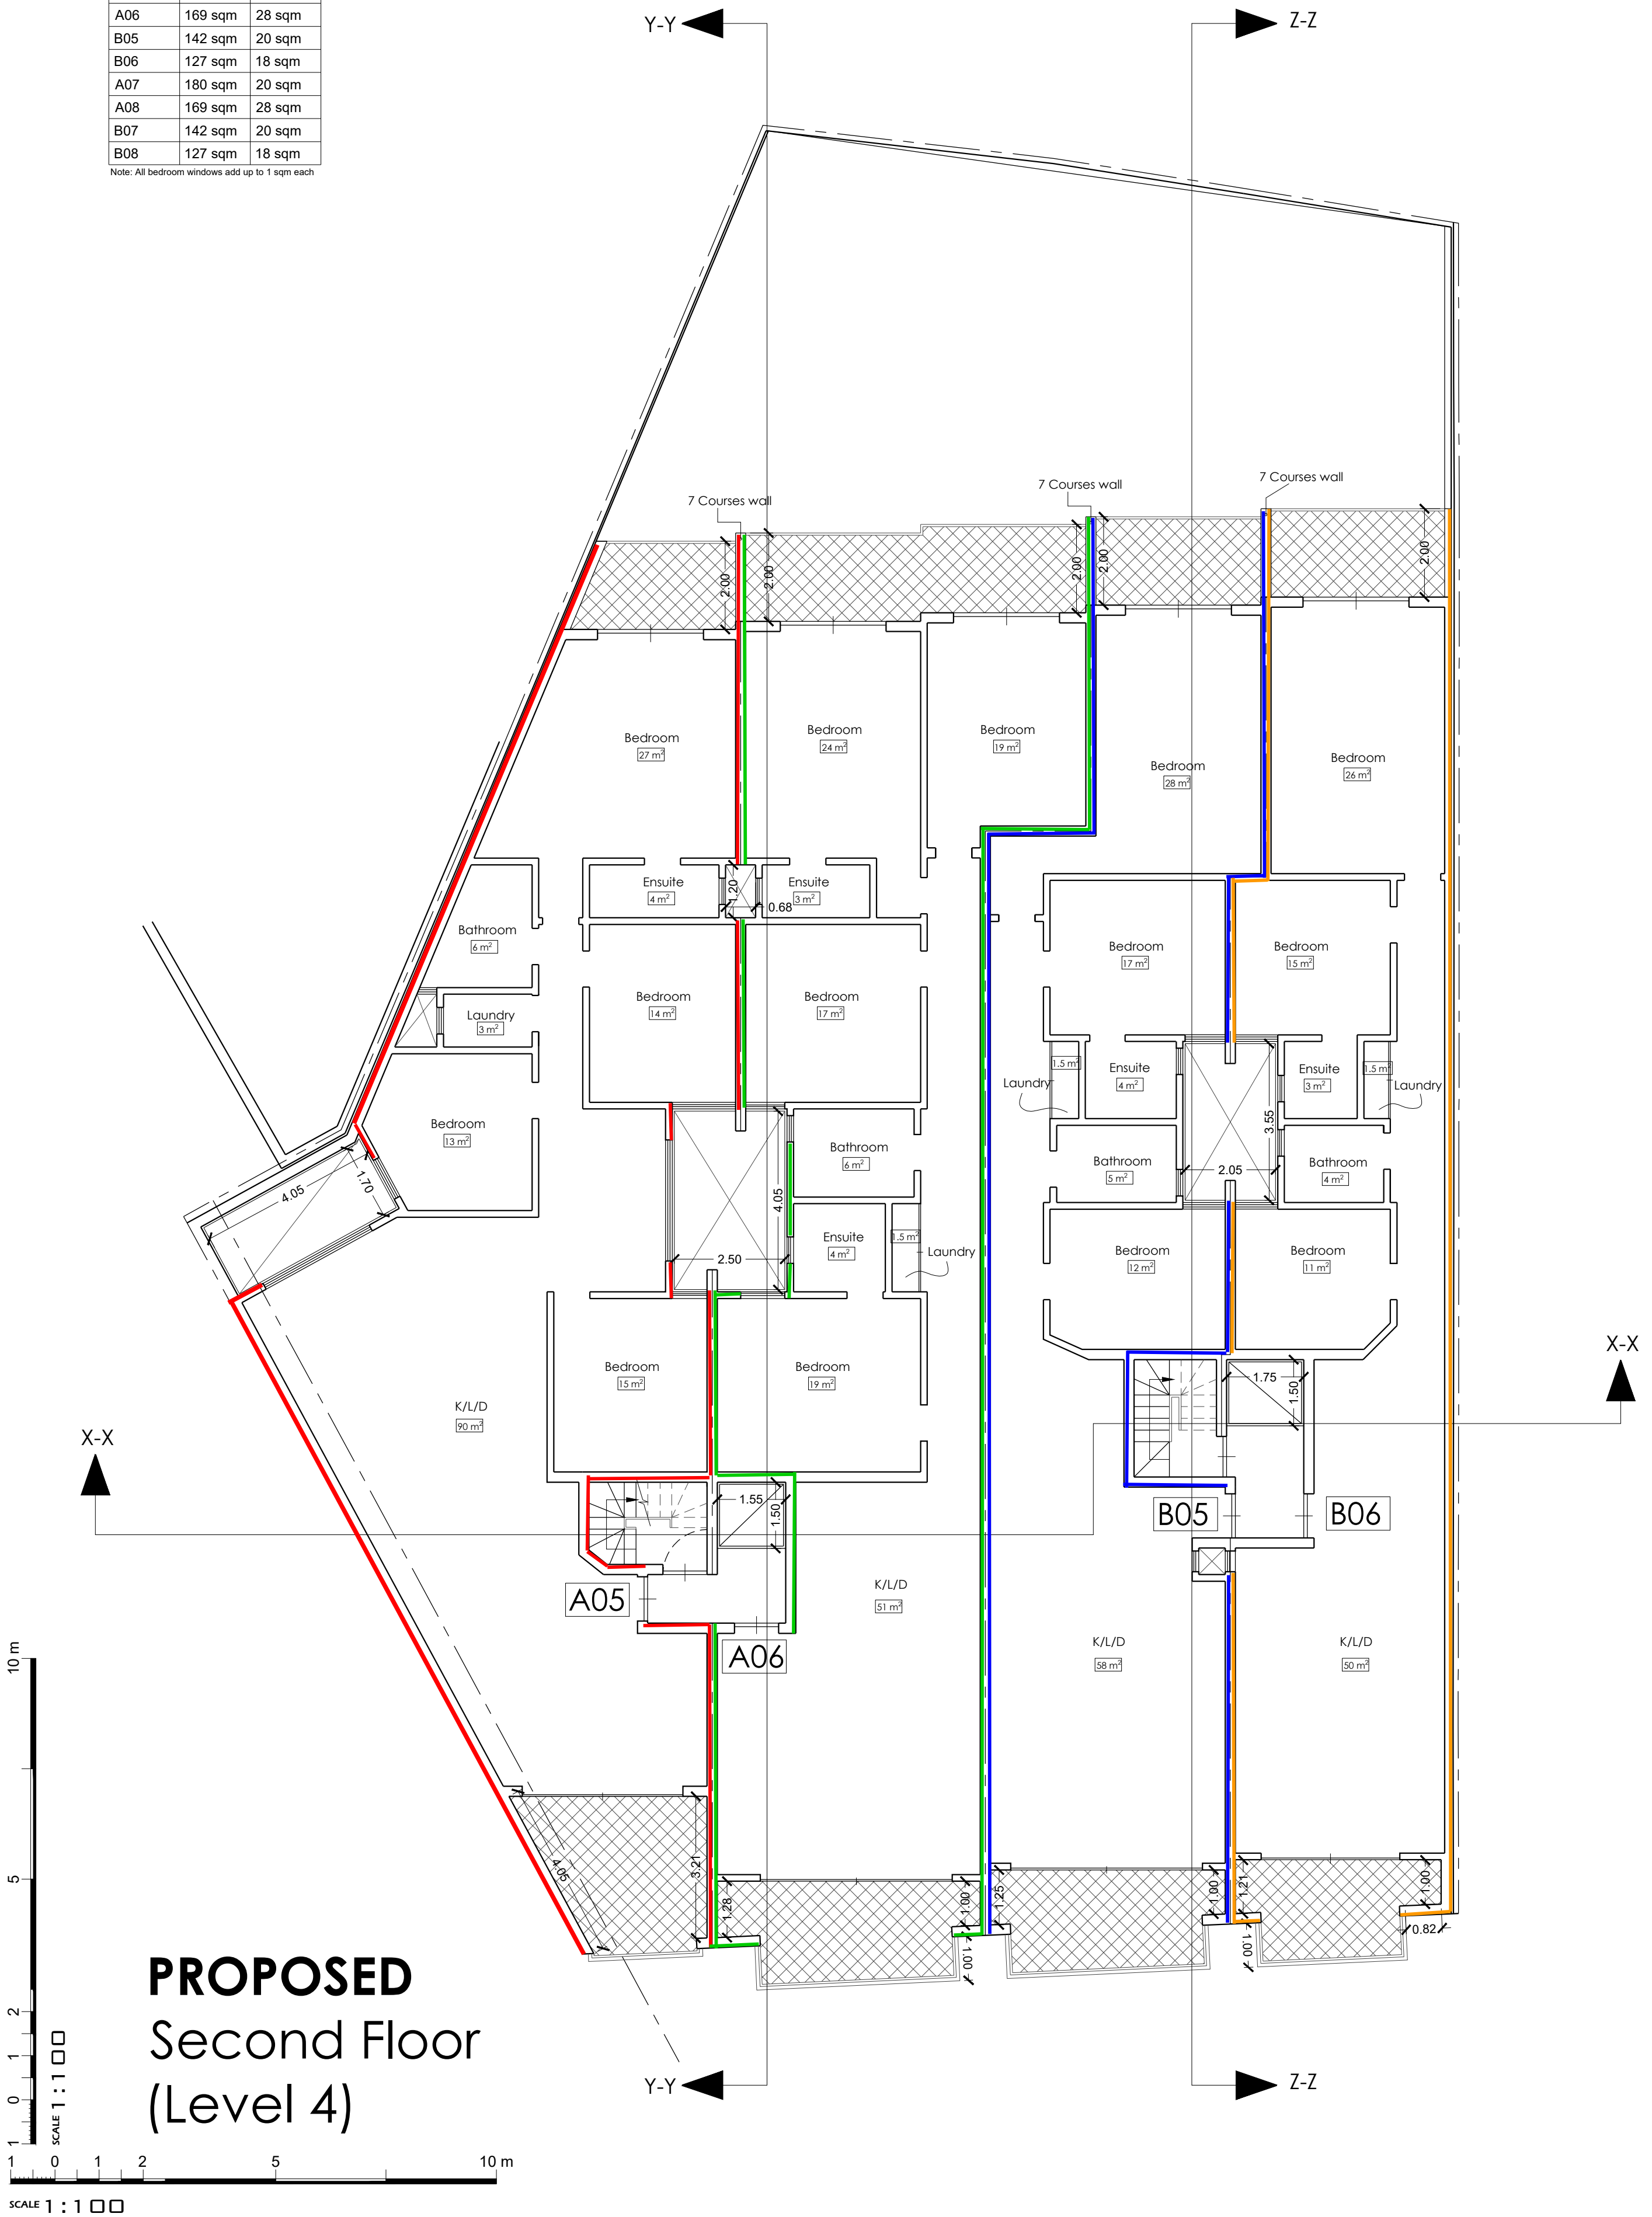 A06 169 sqm 28 sqm
B05 142 sqm 20 sqm
B06 127 sqm 18 sqm
A07 180 sqm 20 sqm
A08 169 sqm 28 sqm
B07 142 sqm 20 sqm
B08 127 sqm 18 sqm
Note: All bedroom windows add up to 1 sqm each
Y-Y
Z-Z
7 Courses wall
7 Courses wall
7 Courses wall
2.00
2.00
2.00
2.00
2.00
Bedroom
27 m²
Bedroom
24 m²
Bedroom
19 m²
Bedroom
28 m²
Bedroom
26 m²
Ensuite
4 m²
1.20
0.68
Ensuite
3 m²
Bathroom
6 m²
Laundry
3 m²
Bedroom
14 m²
Bedroom
17 m²
Bedroom
17 m²
Bedroom
15 m²
1.5 m²
Laundry
Ensuite
4 m²
Ensuite
3 m²
1.5 m²
Laundry
3.55
2.05
Bedroom
13 m²
4.05
1.70
Bathroom
6 m²
Bathroom
5 m²
Bathroom
4 m²
4.05
2.50
Ensuite
4 m²
1.5 m²
Laundry
Bedroom
12 m²
Bedroom
11 m²
Bedroom
15 m²
Bedroom
19 m²
K/L/D
90 m²
1.75
1.50
X-X
X-X
1.55
1.50
B05
B06
A05
A06
K/L/D
51 m²
K/L/D
58 m²
K/L/D
50 m²
4.05
3.21
1.28
1.00
1.00
1.25
1.00
1.21
1.00
1.00
0.82
PROPOSED
Second Floor
(Level 4)
Y-Y
Z-Z
10 m
5
2
1
0
1
SCALE 1:100
1 0 1 2 5 10 m
SCALE 1:100